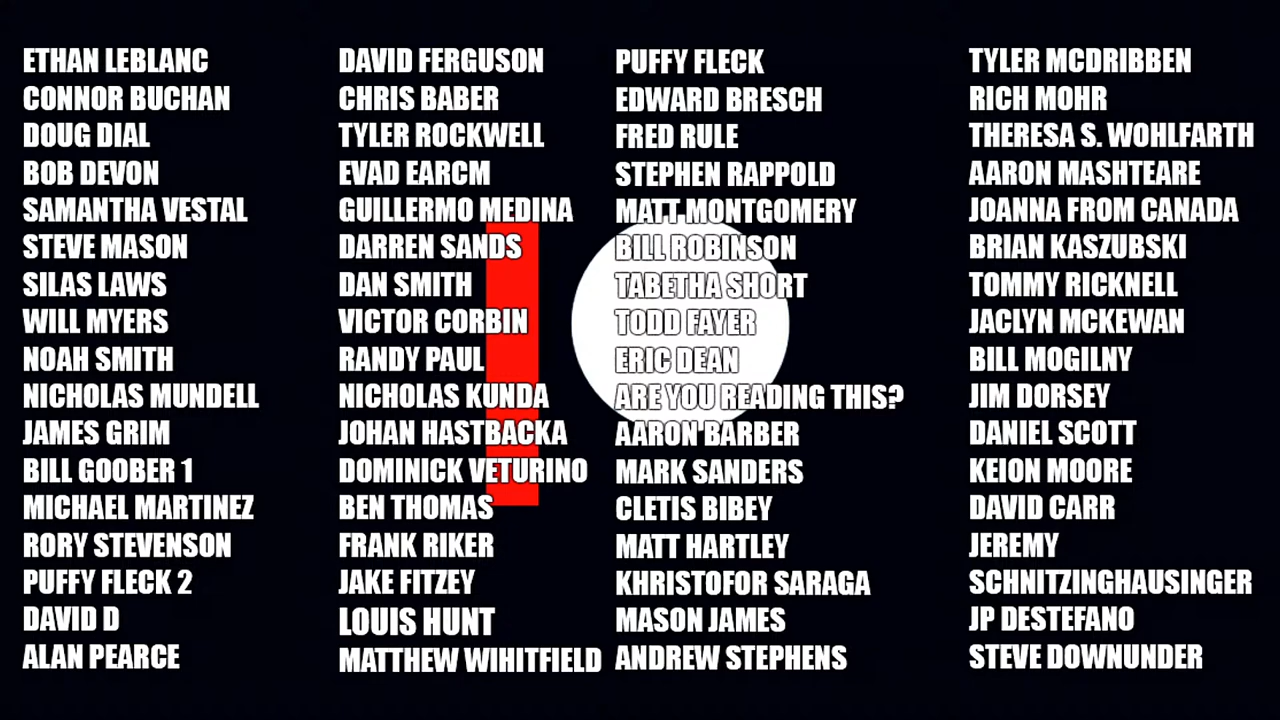 ETHAN LEBLANC
CONNOR BUCHAN
DOUG DIAL
BOB DEVON
SAMANTHA VESTAL
STEVE MASON
SILAS LAWS
WILL MYERS
NOAH SMITH
NICHOLAS MUNDELL
JAMES GRIM
BILL GOOBER 1
MICHAEL MARTINEZ
RORY STEVENSON
PUFFY FLECK 2
DAVID D
ALAN PEARCE
DAVID FERGUSON
CHRIS BABER
TYLER ROCKWELL
EVAD EARCM
GUILLERMO MEDINA
DARREN SANDS
DAN SMITH
VICTOR CORBIN
RANDY PAUL
NICHOLAS KUNDA
JOHAN HASTBACKA
DOMINICK VETURINO
BEN THOMAS
FRANK RIKER
JAKE FITZEY
LOUIS HUNT
MATTHEW WIHITFIELD
PUFFY FLECK
EDWARD BRESCH
FRED RULE
STEPHEN RAPPOLD
MATT MONTGOMERY
BILL ROBINSON
TABETHA SHORT
TODD FAYER
ERIC DEAN
ARE YOU READING THIS?
AARON BARBER
MARK SANDERS
CLETIS BIBEY
MATT HARTLEY
KHRISTOFOR SARAGA
MASON JAMES
ANDREW STEPHENS
TYLER MCDRIBBEN
RICH MOHR
THERESA S. WOHLFARTH
AARON MASHTEARE
JOANNA FROM CANADA
BRIAN KASZUBSKI
TOMMY RICKNELL
JACLYN MCKEWAN
BILL MOGILNY
JIM DORSEY
DANIEL SCOTT
KEION MOORE
DAVID CARR
JEREMY
SCHNITZINGHAUSINGER
JP DESTEFANO
STEVE DOWNUNDER